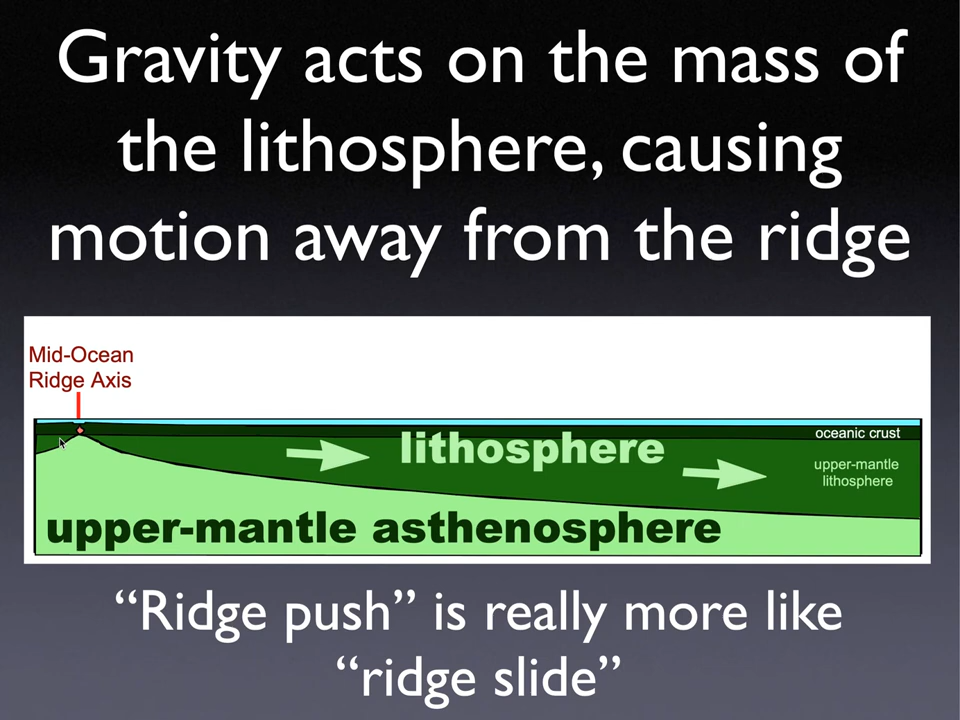 Gravity acts on the mass of
the lithosphere, causing
motion away from the ridge
Mid-Ocean
Ridge Axis
lithosphere
oceanic crust
upper-mantle
lithosphere
upper-mantle asthenosphere
“Ridge push” is really more like
“ridge slide”